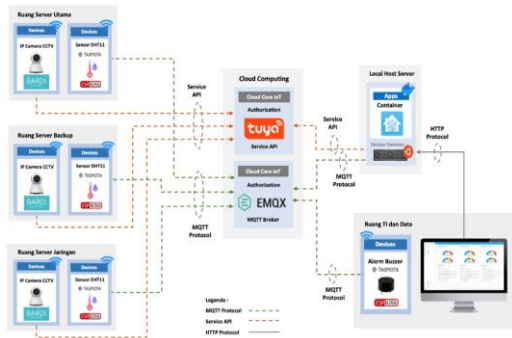 Ruang Server Utama
Devices
IP Camera CCTV
BARDI
Devices
Sensor DHT11
TASMOTA
Ruang Server Backup
Devices
IP Camera CCTV
BARDI
Devices
Sensor DHT11
TASMOTA
Ruang Server Jaringan
Devices
IP Camera CCTV
BARDI
Devices
Sensor DHT11
TASMOTA
Service
API
MQTT
Protocol
Cloud Computing
Cloud Core IoT
Authorization
tuya
Service API
Cloud Core IoT
Authorization
EMQX
MQTT Broker
Service
API
MQTT
Protocol
Local Host Server
Apps
Container
HTTP
Protocol
Ruang TI dan Data
Devices
Alarm Buzzer
TASMOTA
MQTT
Protocol
Legenda :
MQTT Protocol
Service API
HTTP Protocol